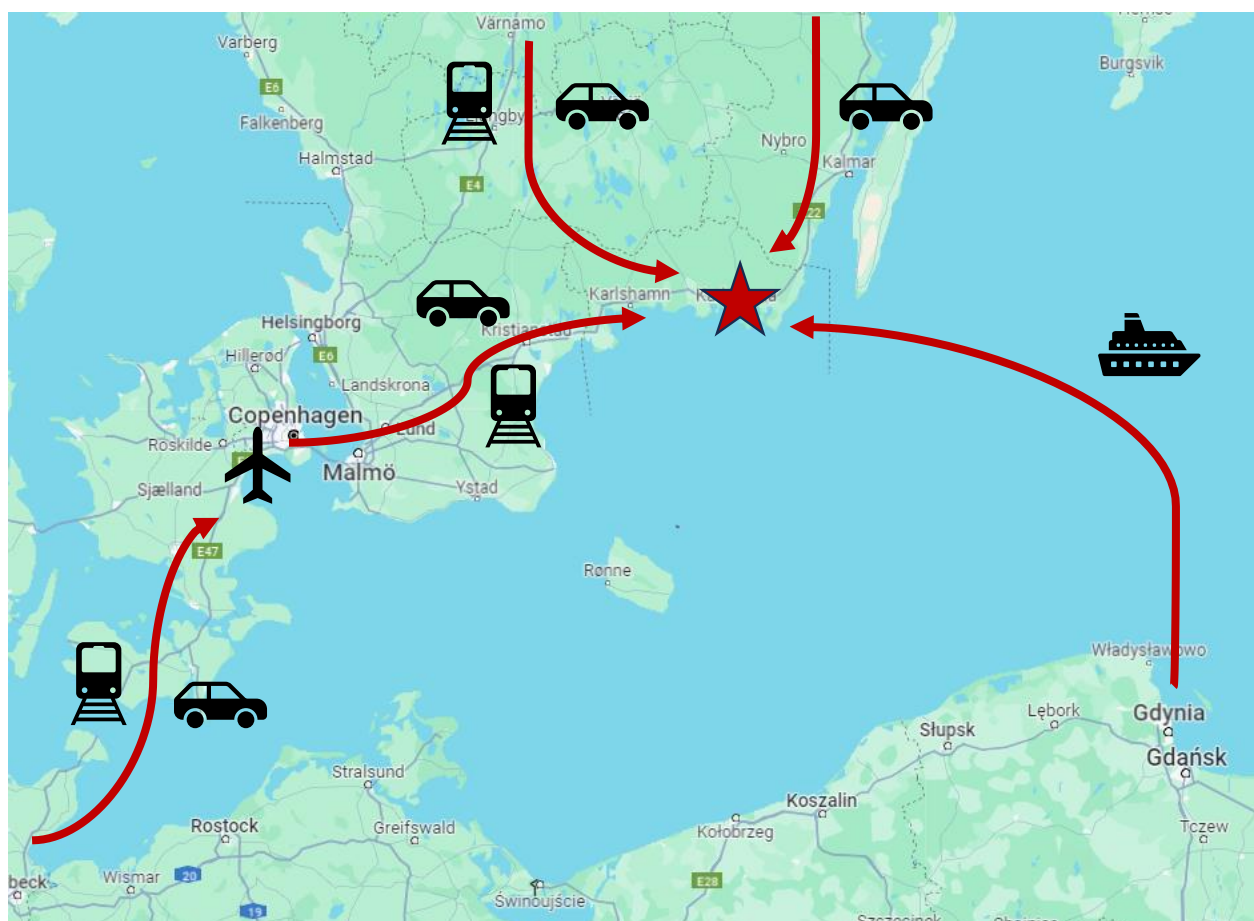 Värnamo
Varberg
Burgsvik
E6
Falkenberg
Nybro
Halmstad
Kalmar
E4
Karlshamn
Helsingborg
Kristianstad
E6
Hillerød
Landskrona
Copenhagen
Roskilde
Lund
Malmö
Sjælland
Ystad
E47
Rønne
Władysławowo
Lębork
Gdynia
Słupsk
Gdańsk
Stralsund
Koszalin
Rostock
Greifswald
Kołobrzeg
Tczew
beck
Wismar
20
E28
Świnoujście
19